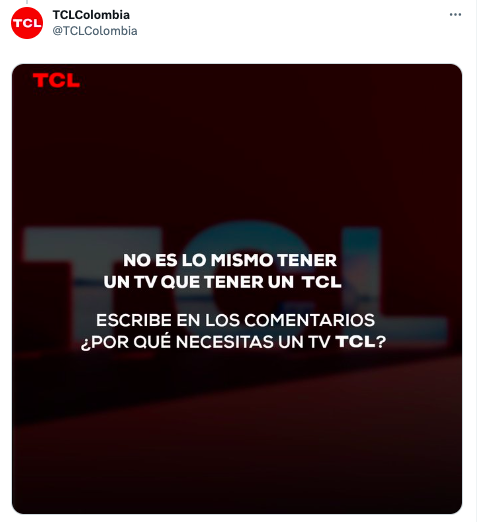 TCL
TCLColombia
@TCLColombia
TCL
TCL
NO ES LO MISMO TENER
UN TV QUE TENER UN TCL
ESCRIBE EN LOS COMENTARIOS
¿POR QUÉ NECESITAS UN TV TCL?